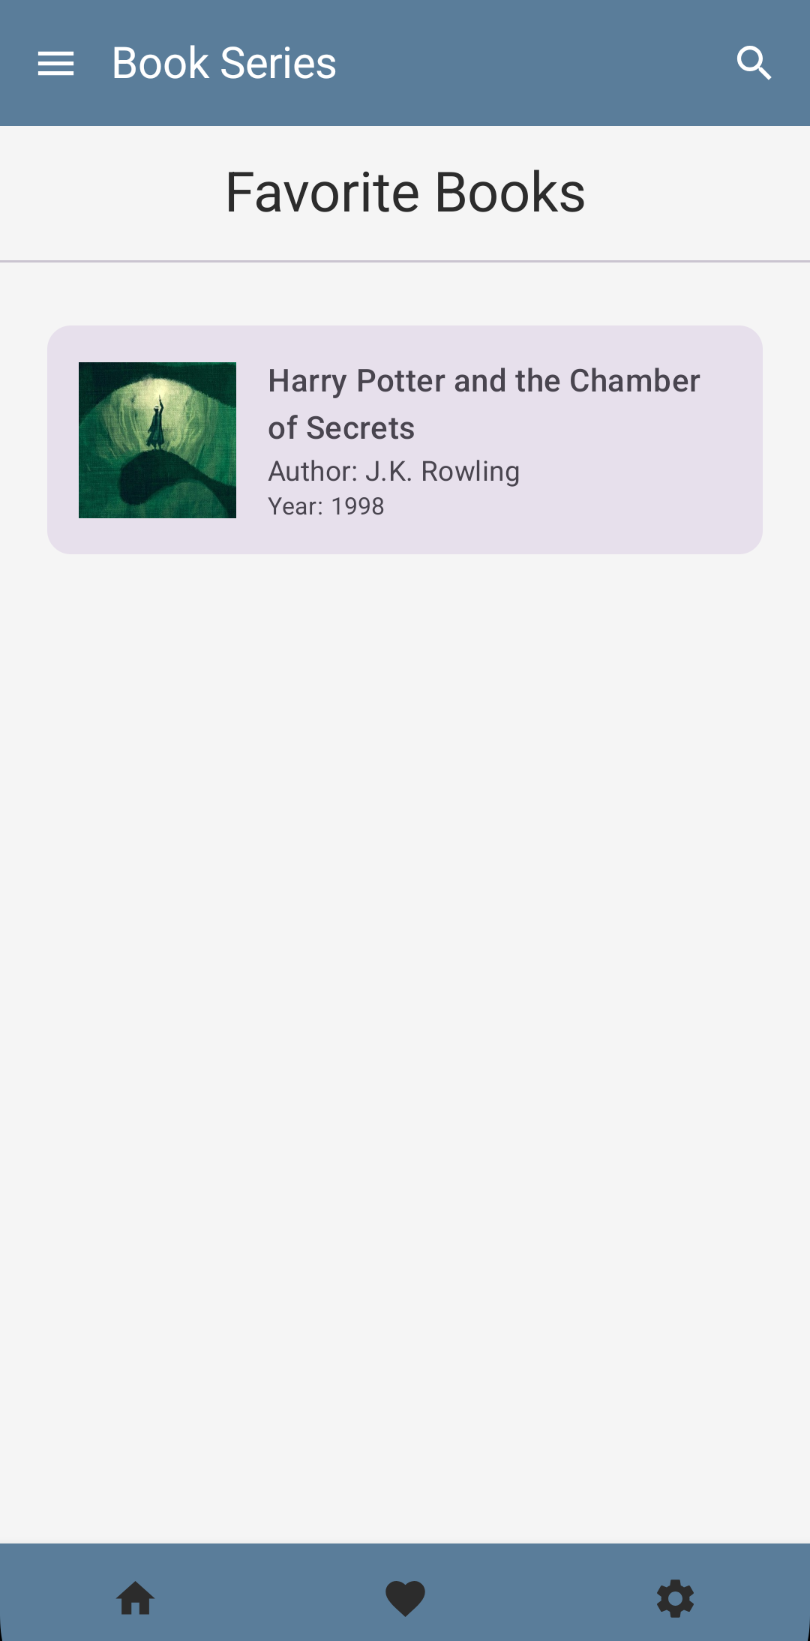 Book Series
Favorite Books
Harry Potter and the Chamber
of Secrets
Author: J.K. Rowling
Year: 1998